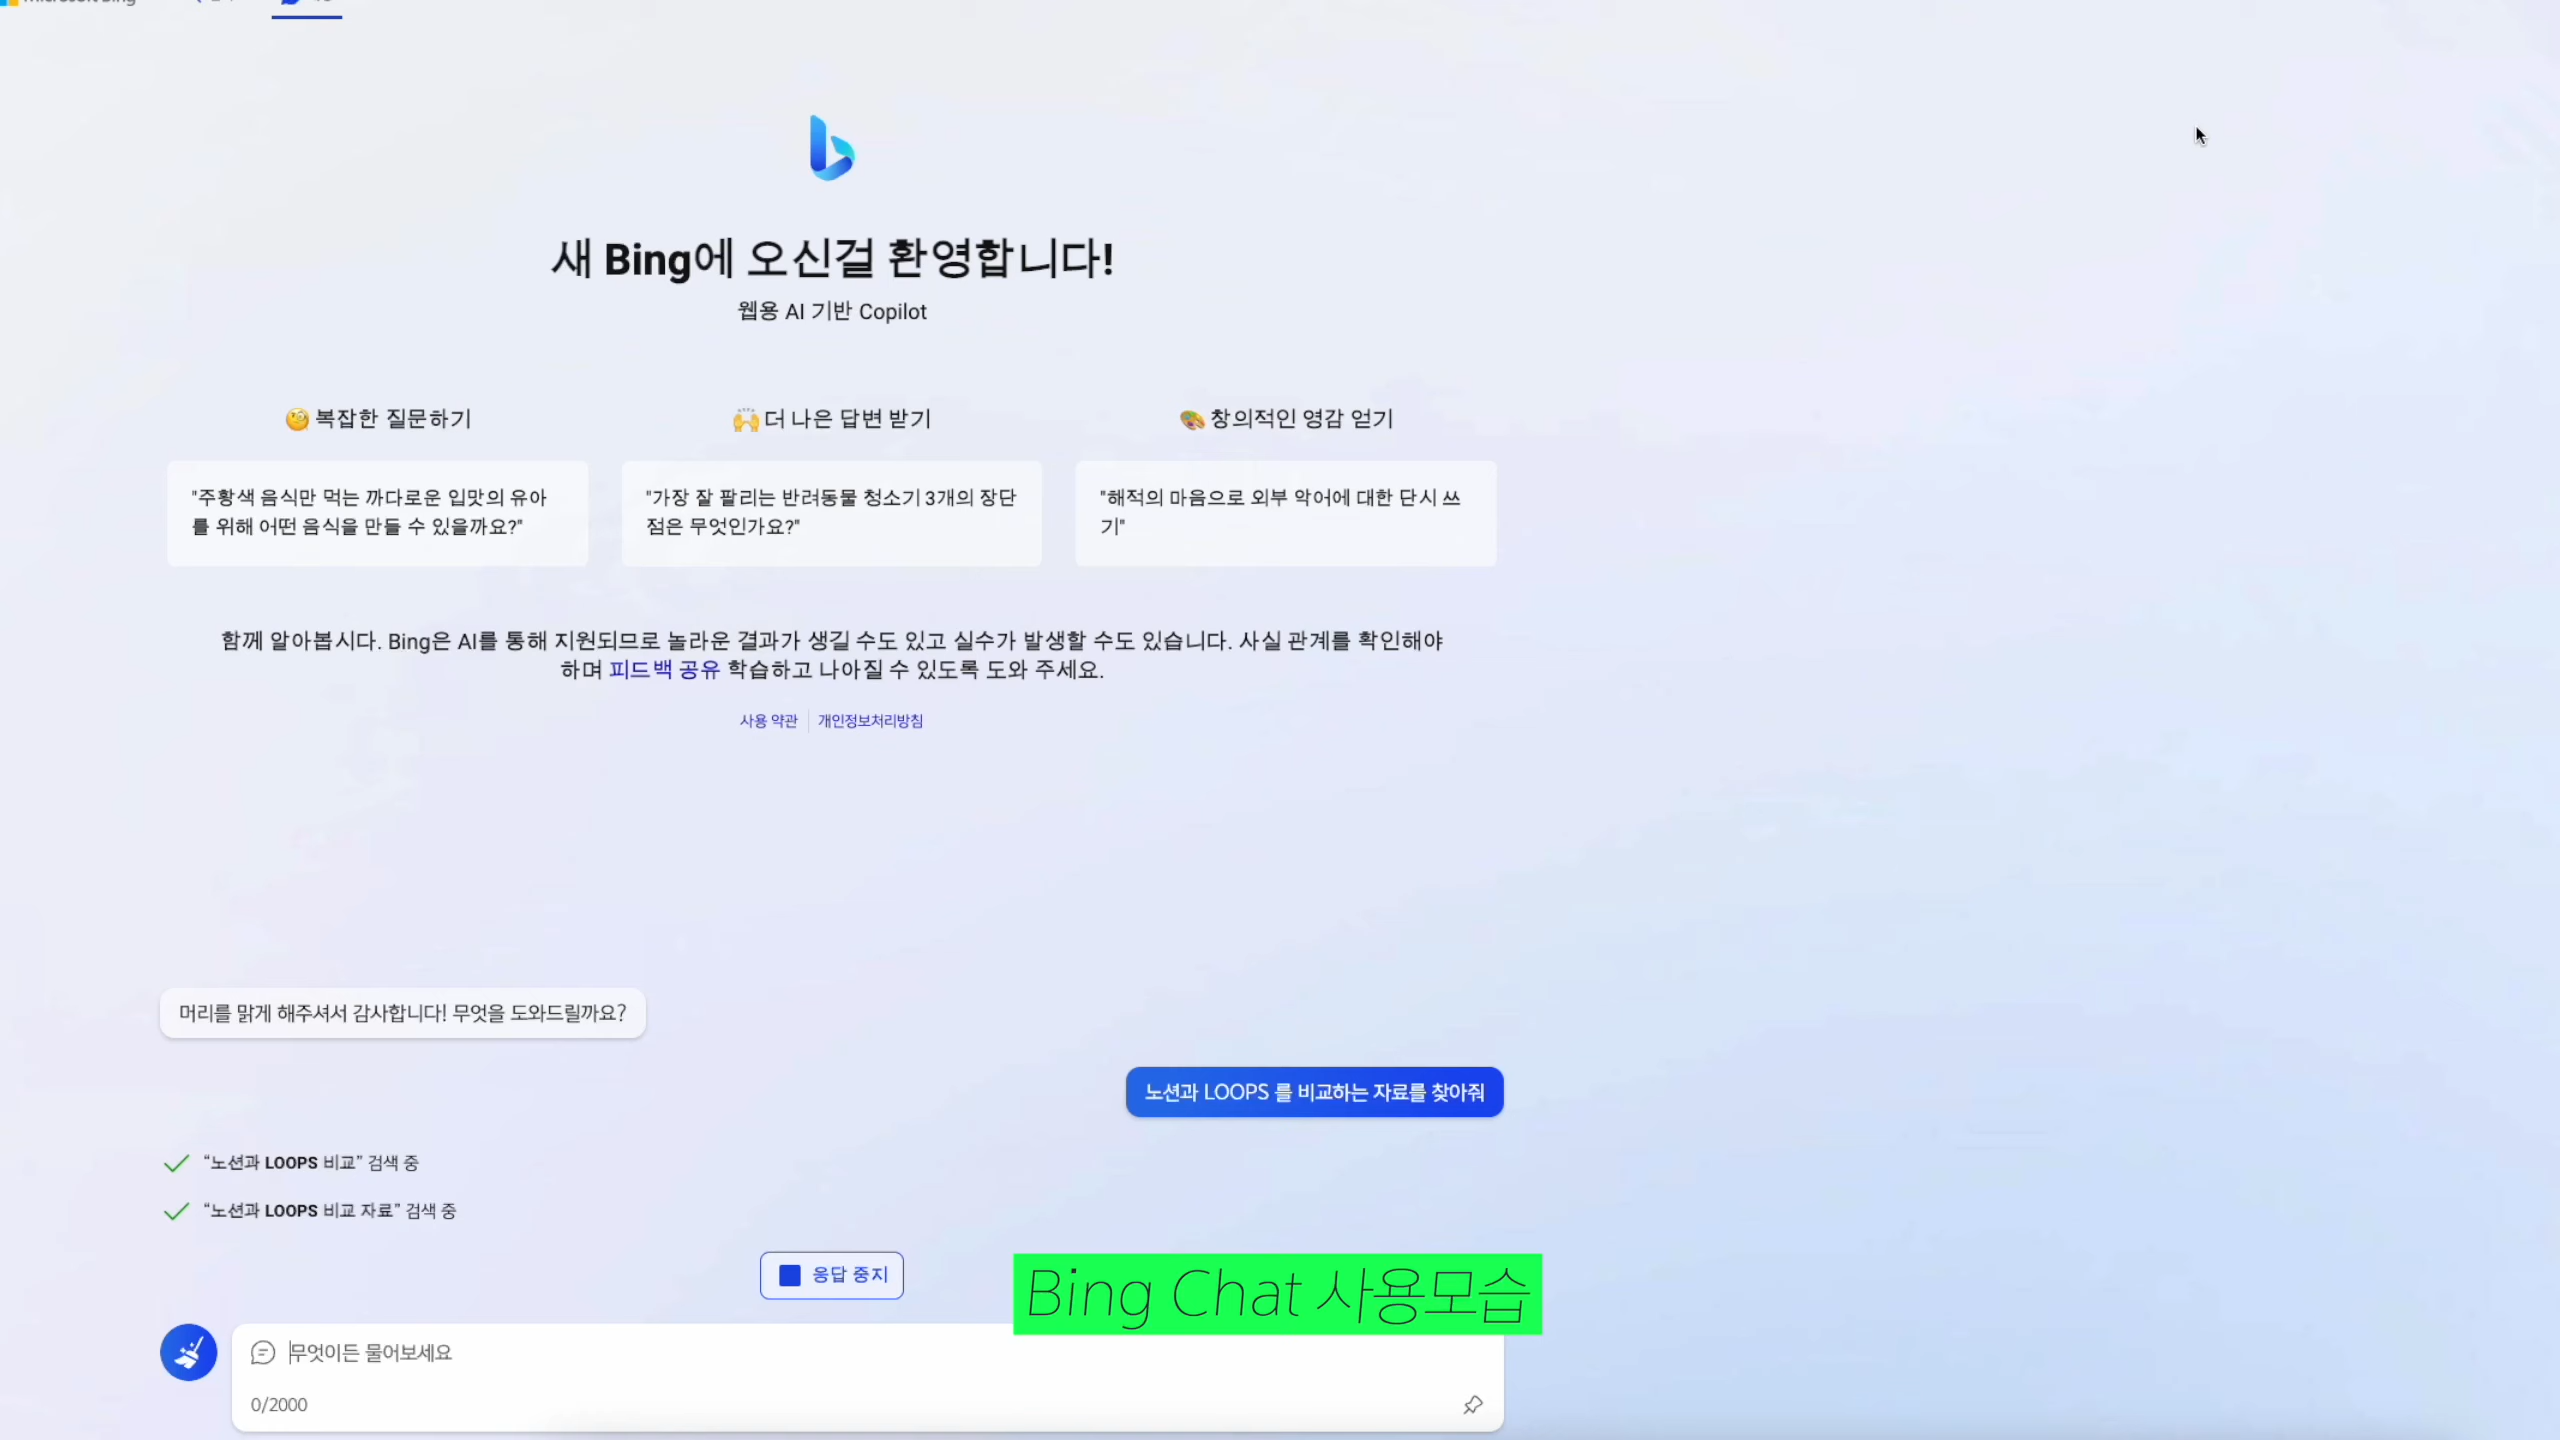 Microsoft Bing
새 Bing에 오신걸 환영합니다!
웹용 AI 기반 Copilot
복잡한 질문하기
더 나은 답변 받기
창의적인 영감 얻기
"주황색 음식만 먹는 까다로운 입맛의 유아
를 위해 어떤 음식을 만들 수 있을까요?"
"가장 잘 팔리는 반려동물 청소기 3개의 장단
점은 무엇인가요?"
"해적의 마음으로 외부 악어에 대한 단시 쓰
기"
함께 알아봅시다. Bing은 AI를 통해 지원되므로 놀라운 결과가 생길 수도 있고 실수가 발생할 수도 있습니다. 사실 관계를 확인해야
하며 피드백 공유 학습하고 나아질 수 있도록 도와 주세요.
사용 약관 개인정보처리방침
머리를 맑게 해주셔서 감사합니다! 무엇을 도와드릴까요?
노션과 LOOPS 를 비교하는 자료를 찾아줘
“노션과 LOOPS 비교” 검색 중
“노션과 LOOPS 비교 자료” 검색 중
응답 중지
Bing Chat 사용모습
무엇이든 물어보세요
0/2000